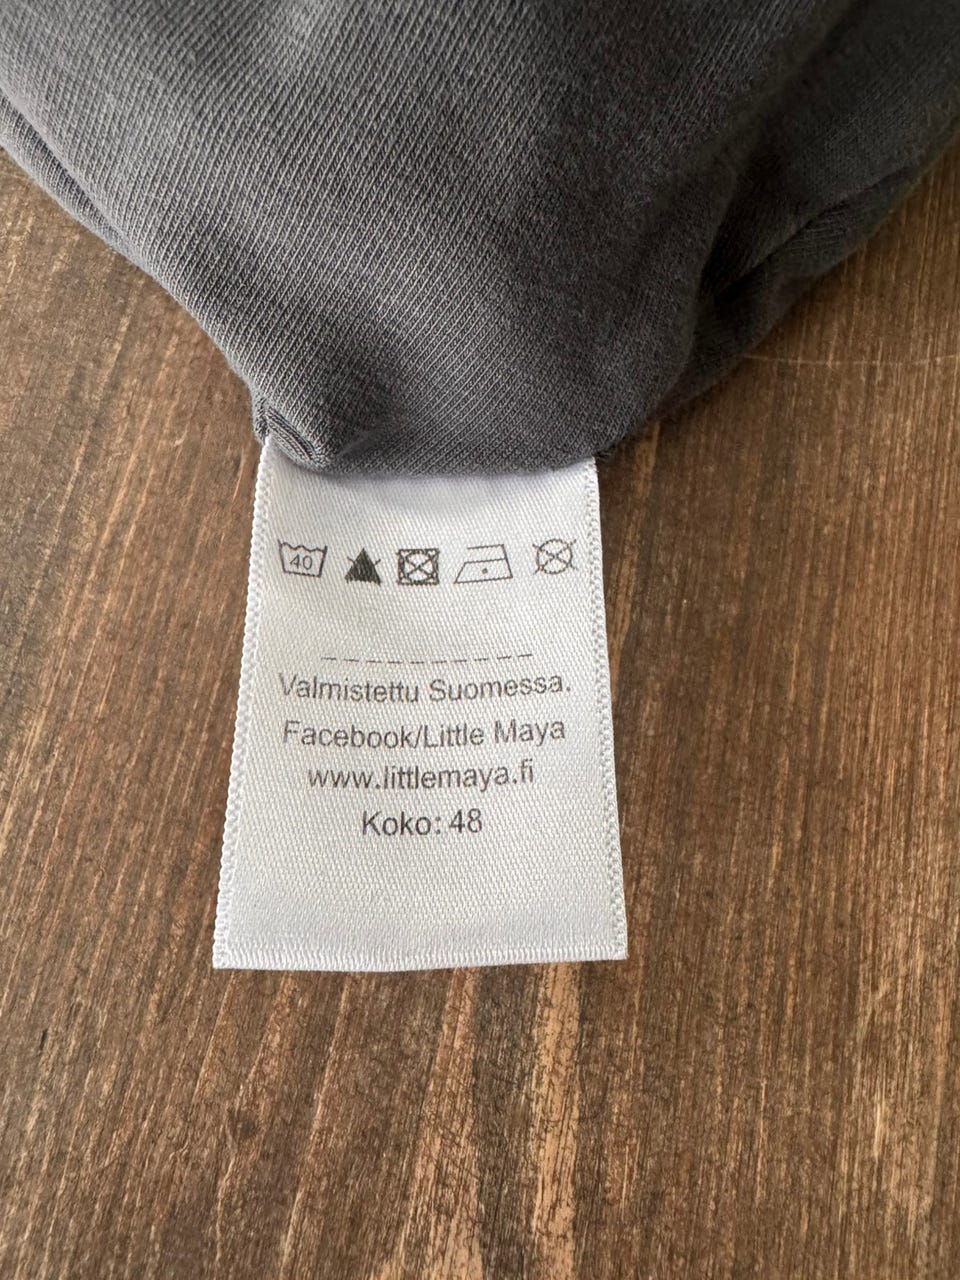 40
Valmistettu Suomessa.
Facebook/Little Maya
www.littlemaya.fi
Koko: 48